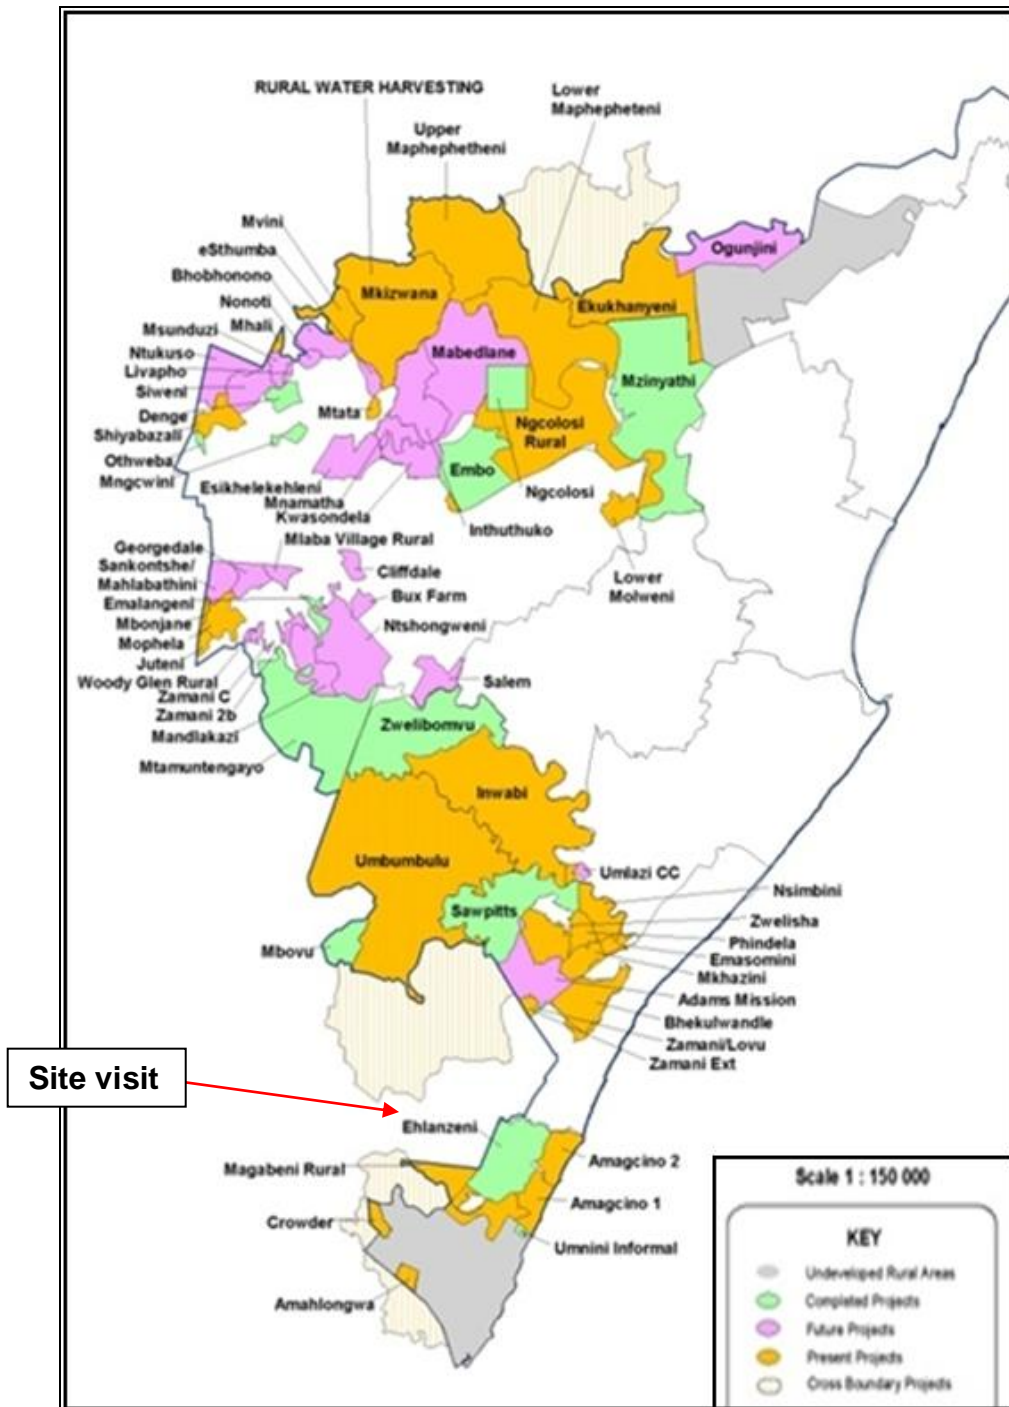 RURAL WATER HARVESTING
Lower
Maphepheteni
Upper
Maphephetheni
Mvini
eSthumba
Bhobhonono
Nonoti
Mhali
Msunduzi
Ntukuso
Livapho
Siweni
Denge
Shiyabazali
Othweba
Mngcwini
Mkizwana
Ogunjini
Ekukhanyeni
Mabedlane
Mzinyathi
Mtata
Ngcolosi
Rural
Embo
Esikhelekehleni
Mnamatha
Kwasondela
Ngcolosi
Inthuthuko
Mlaba Village Rural
Georgedale
Sankontshe/
Mahlabathini
Emalangeni
Mbonjane
Mophela
Juteni
Woody Glen Rural
Zamani C
Zamani 2b
Mandlakazi
Mtamuntengayo
Cliffdale
Bux Farm
Ntshongweni
Lower
Molweni
Salem
Zwelibomvu
Inwabi
Umbumbulu
Umlazi CC
Nsimbini
Sawpitts
Zwelisha
Phindela
Emasomini
Mkhazini
Adams Mission
Bhekulwandle
Zamani/Lovu
Zamani Ext
Mbovu
Site visit
Ehlanzeni
Magabeni Rural
Amagcino 2
Amagcino 1
Crowder
Umnini Informal
Amahlongwa
Scale 1 : 150 000
KEY
Undeveloped Rural Areas
Completed Projects
Future Projects
Present Projects
Cross Boundary Projects